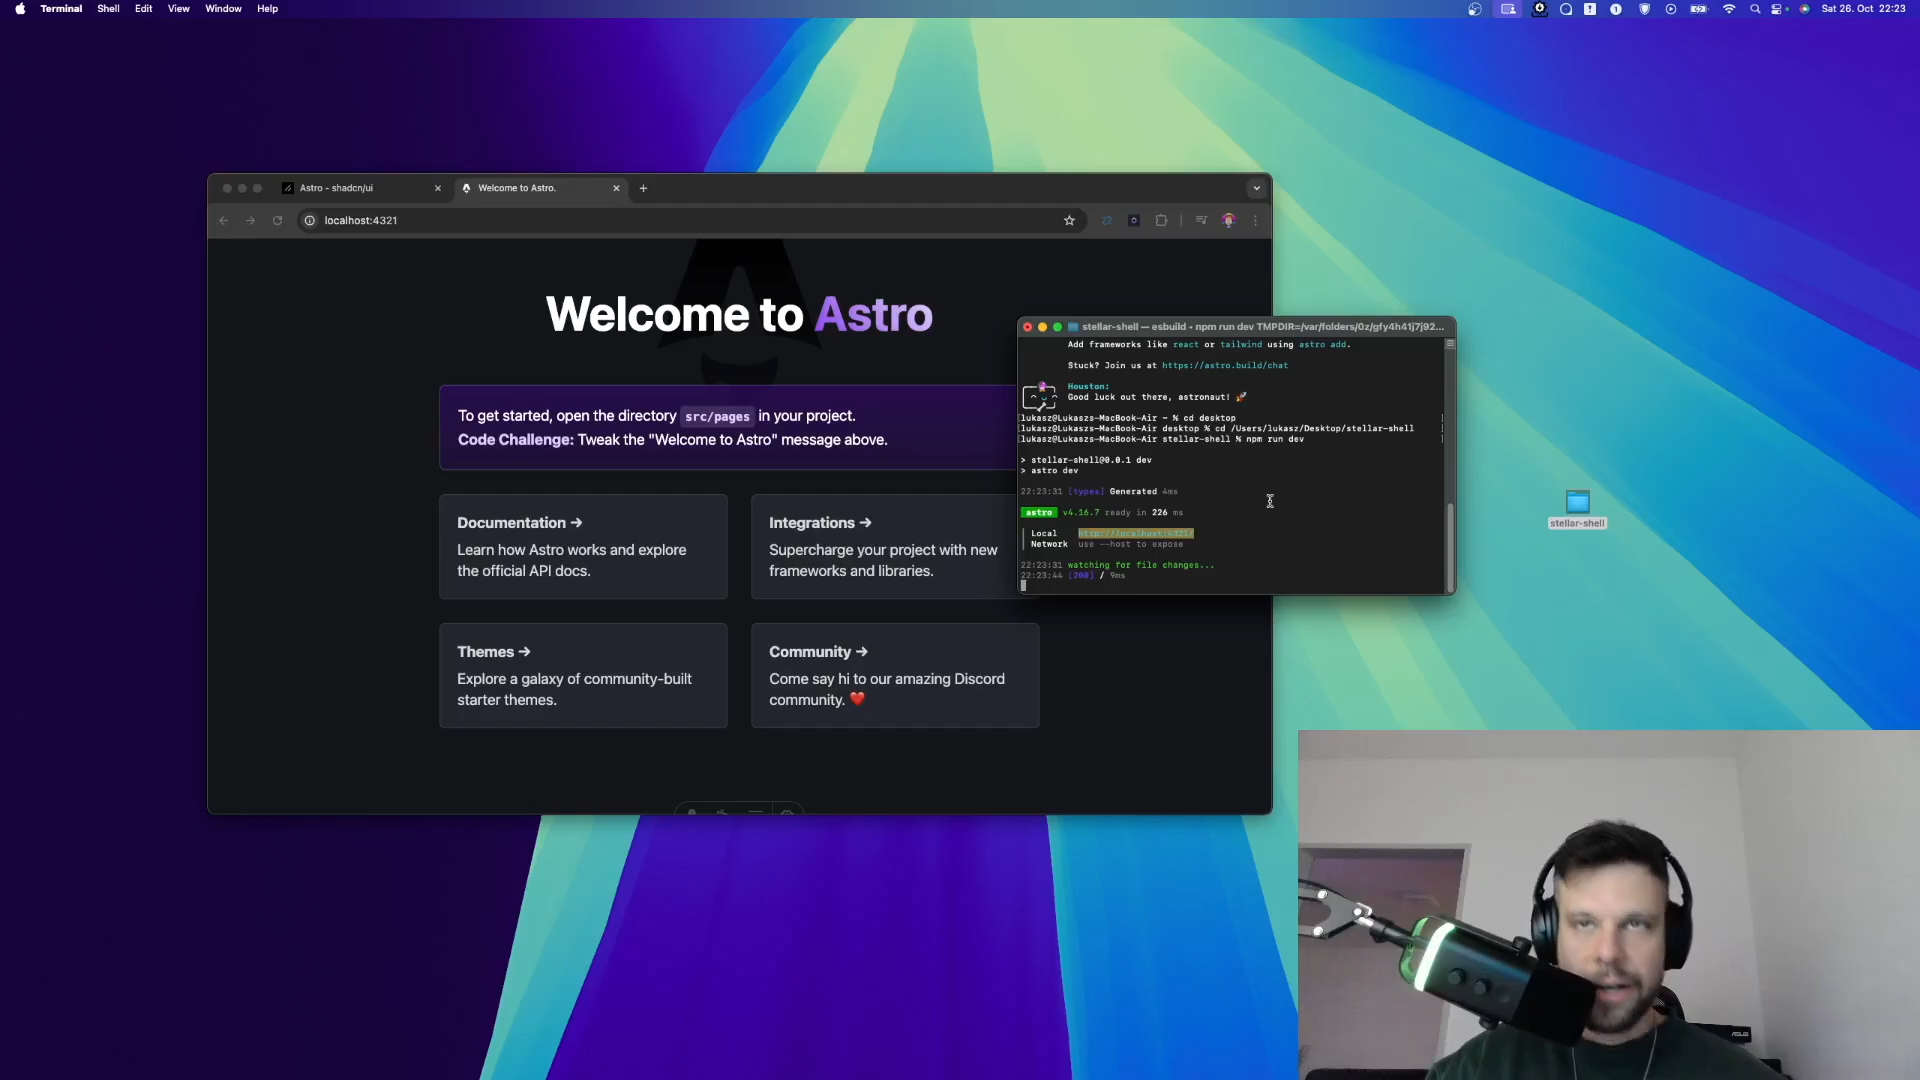 Terminal Shell Edit View Window Help
Sat 26. Oct 22:23
Astro - shadcn/ui
Welcome to Astro.
localhost:4321
Welcome to Astro
To get started, open the directory src/pages in your project.
Code Challenge: Tweak the "Welcome to Astro" message above.
Documentation →
Learn how Astro works and explore
the official API docs.
Integrations →
Supercharge your project with new
frameworks and libraries.
Themes →
Explore a galaxy of community-built
starter themes.
Community →
Come say hi to our amazing Discord
community. ❤️
stellar-shell — esbuild • npm run dev TMPDIR=/var/folders/0z/gfy4h41j7j92...
Add frameworks like react or tailwind using astro add.
Stuck? Join us at https://astro.build/chat
Houston:
Good luck out there, astronaut! 🚀
[lukasz@Lukaszs-MacBook-Air ~ % cd desktop ]
[lukasz@Lukaszs-MacBook-Air desktop % cd /Users/lukasz/Desktop/stellar-shell ]
[lukasz@Lukaszs-MacBook-Air stellar-shell % npm run dev ]
> stellar-shell@0.0.1 dev
> astro dev
22:23:31 [types] Generated 4ms
astro v4.16.7 ready in 226 ms
Local http://localhost:4321/
Network use --host to expose
22:23:31 watching for file changes...
22:23:44 [200] / 9ms
stellar-shell
ASUS